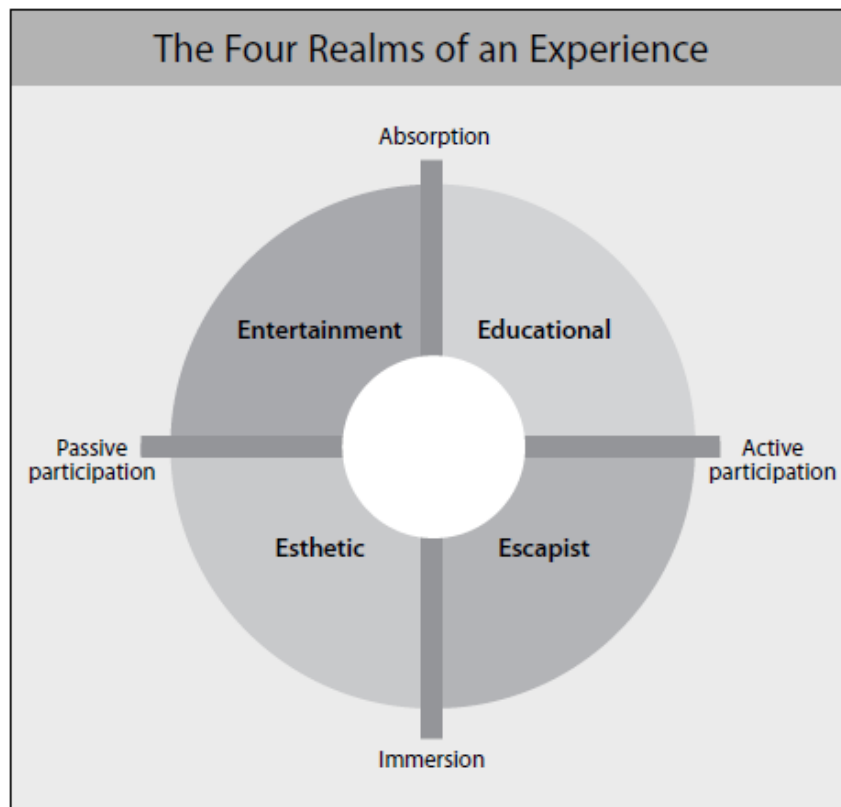 The Four Realms of an Experience
Absorption
Entertainment
Educational
Passive
participation
Active
participation
Esthetic
Escapist
Immersion